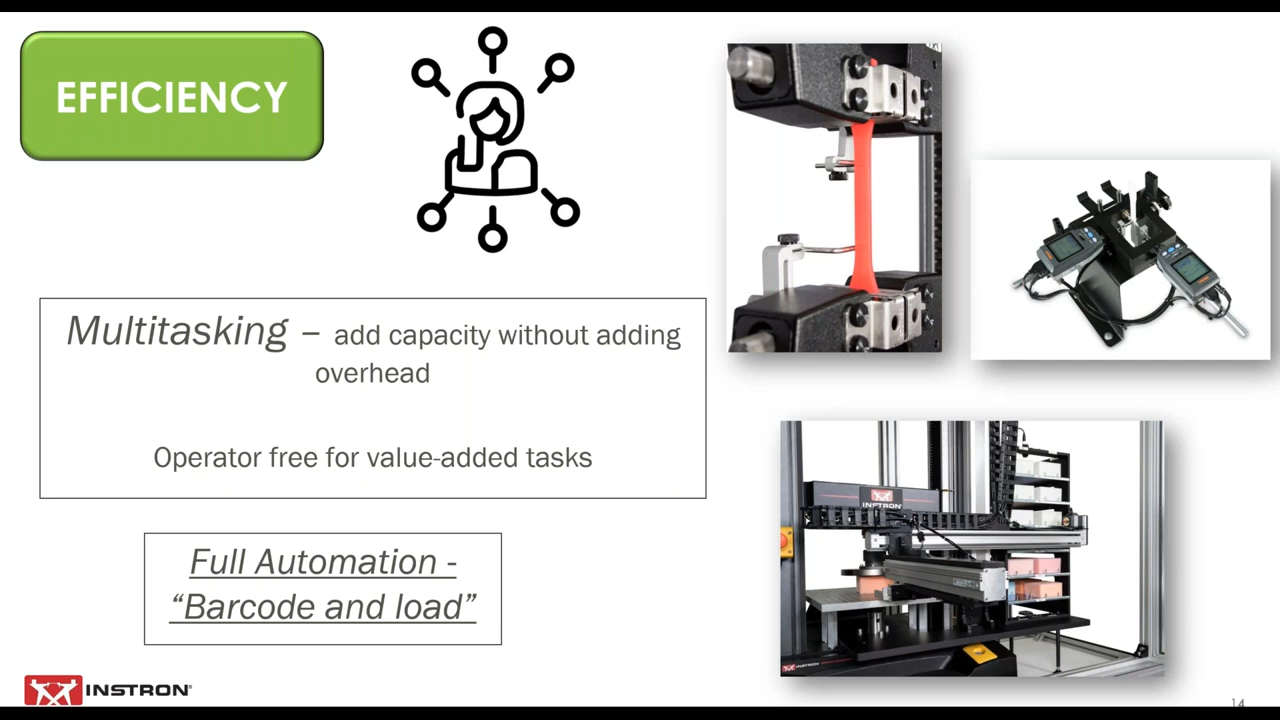 EFFICIENCY
Multitasking – add capacity without adding
overhead
Operator free for value-added tasks
Full Automation -
“Barcode and load”
INSTRON
INSTRON®
14